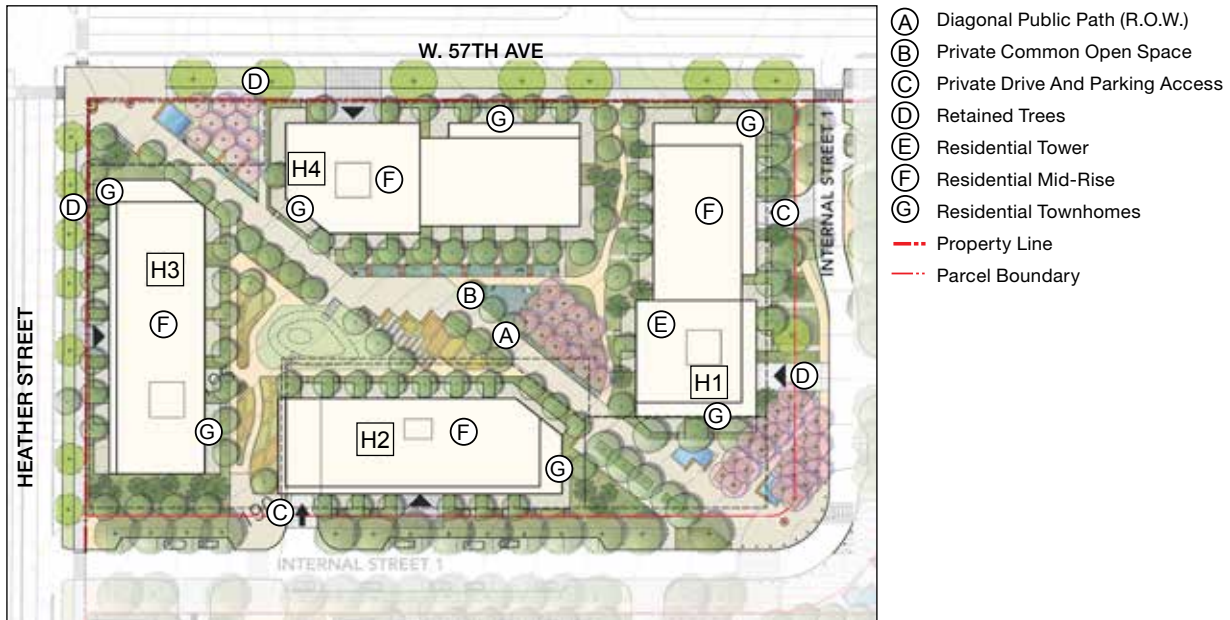 W. 57TH AVE
D
G
G
H4
F
G
D
G
F
C
INTERNAL STREET 1
H3
F
B
A
E
H1
D
G
HEATHER STREET
G
H2
F
G
C
INTERNAL STREET 1
A Diagonal Public Path (R.O.W.)
B Private Common Open Space
C Private Drive And Parking Access
D Retained Trees
E Residential Tower
F Residential Mid-Rise
G Residential Townhomes
Property Line
Parcel Boundary